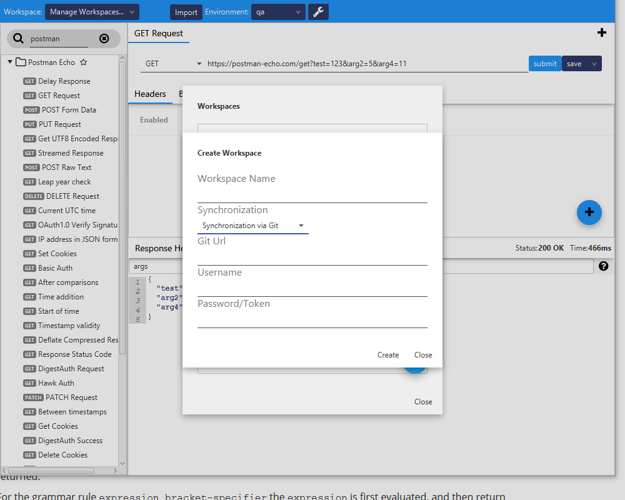 Workspace: Manage Workspaces... Import Environment: qa
postman
GET Request
Postman Echo
GET https://postman-echo.com/get?test=123&arg2=5&arg4=11 submit save
GET Delay Response
GET GET Request
Headers
POST POST Form Data
Enabled
PUT PUT Request
GET Get UTF8 Encoded Resp
GET Streamed Response
POST POST Raw Text
GET Leap year check
DELETE DELETE Request
GET Current UTC time
GET OAuth1.0 Verify Signatu
GET IP address in JSON form
GET Set Cookies
GET Basic Auth
GET After comparisons
GET Time addition
GET Start of time
GET Timestamp validity
GET Deflate Compressed Res
GET Response Status Code
GET DigestAuth Request
GET Hawk Auth
PATCH PATCH Request
GET Between timestamps
GET Get Cookies
GET DigestAuth Success
GET Delete Cookies
Workspaces
Create Workspace
Workspace Name
Synchronization
Synchronization via Git
Git Url
Username
Password/Token
Create Close
Close
Response He
Status:200 OK Time:466ms
args
1 {
2 "test"
3 "arg2"
4 "arg4"
5 }
returned.
For the grammar rule expression bracket-specifier the expression is first evaluated, and then return